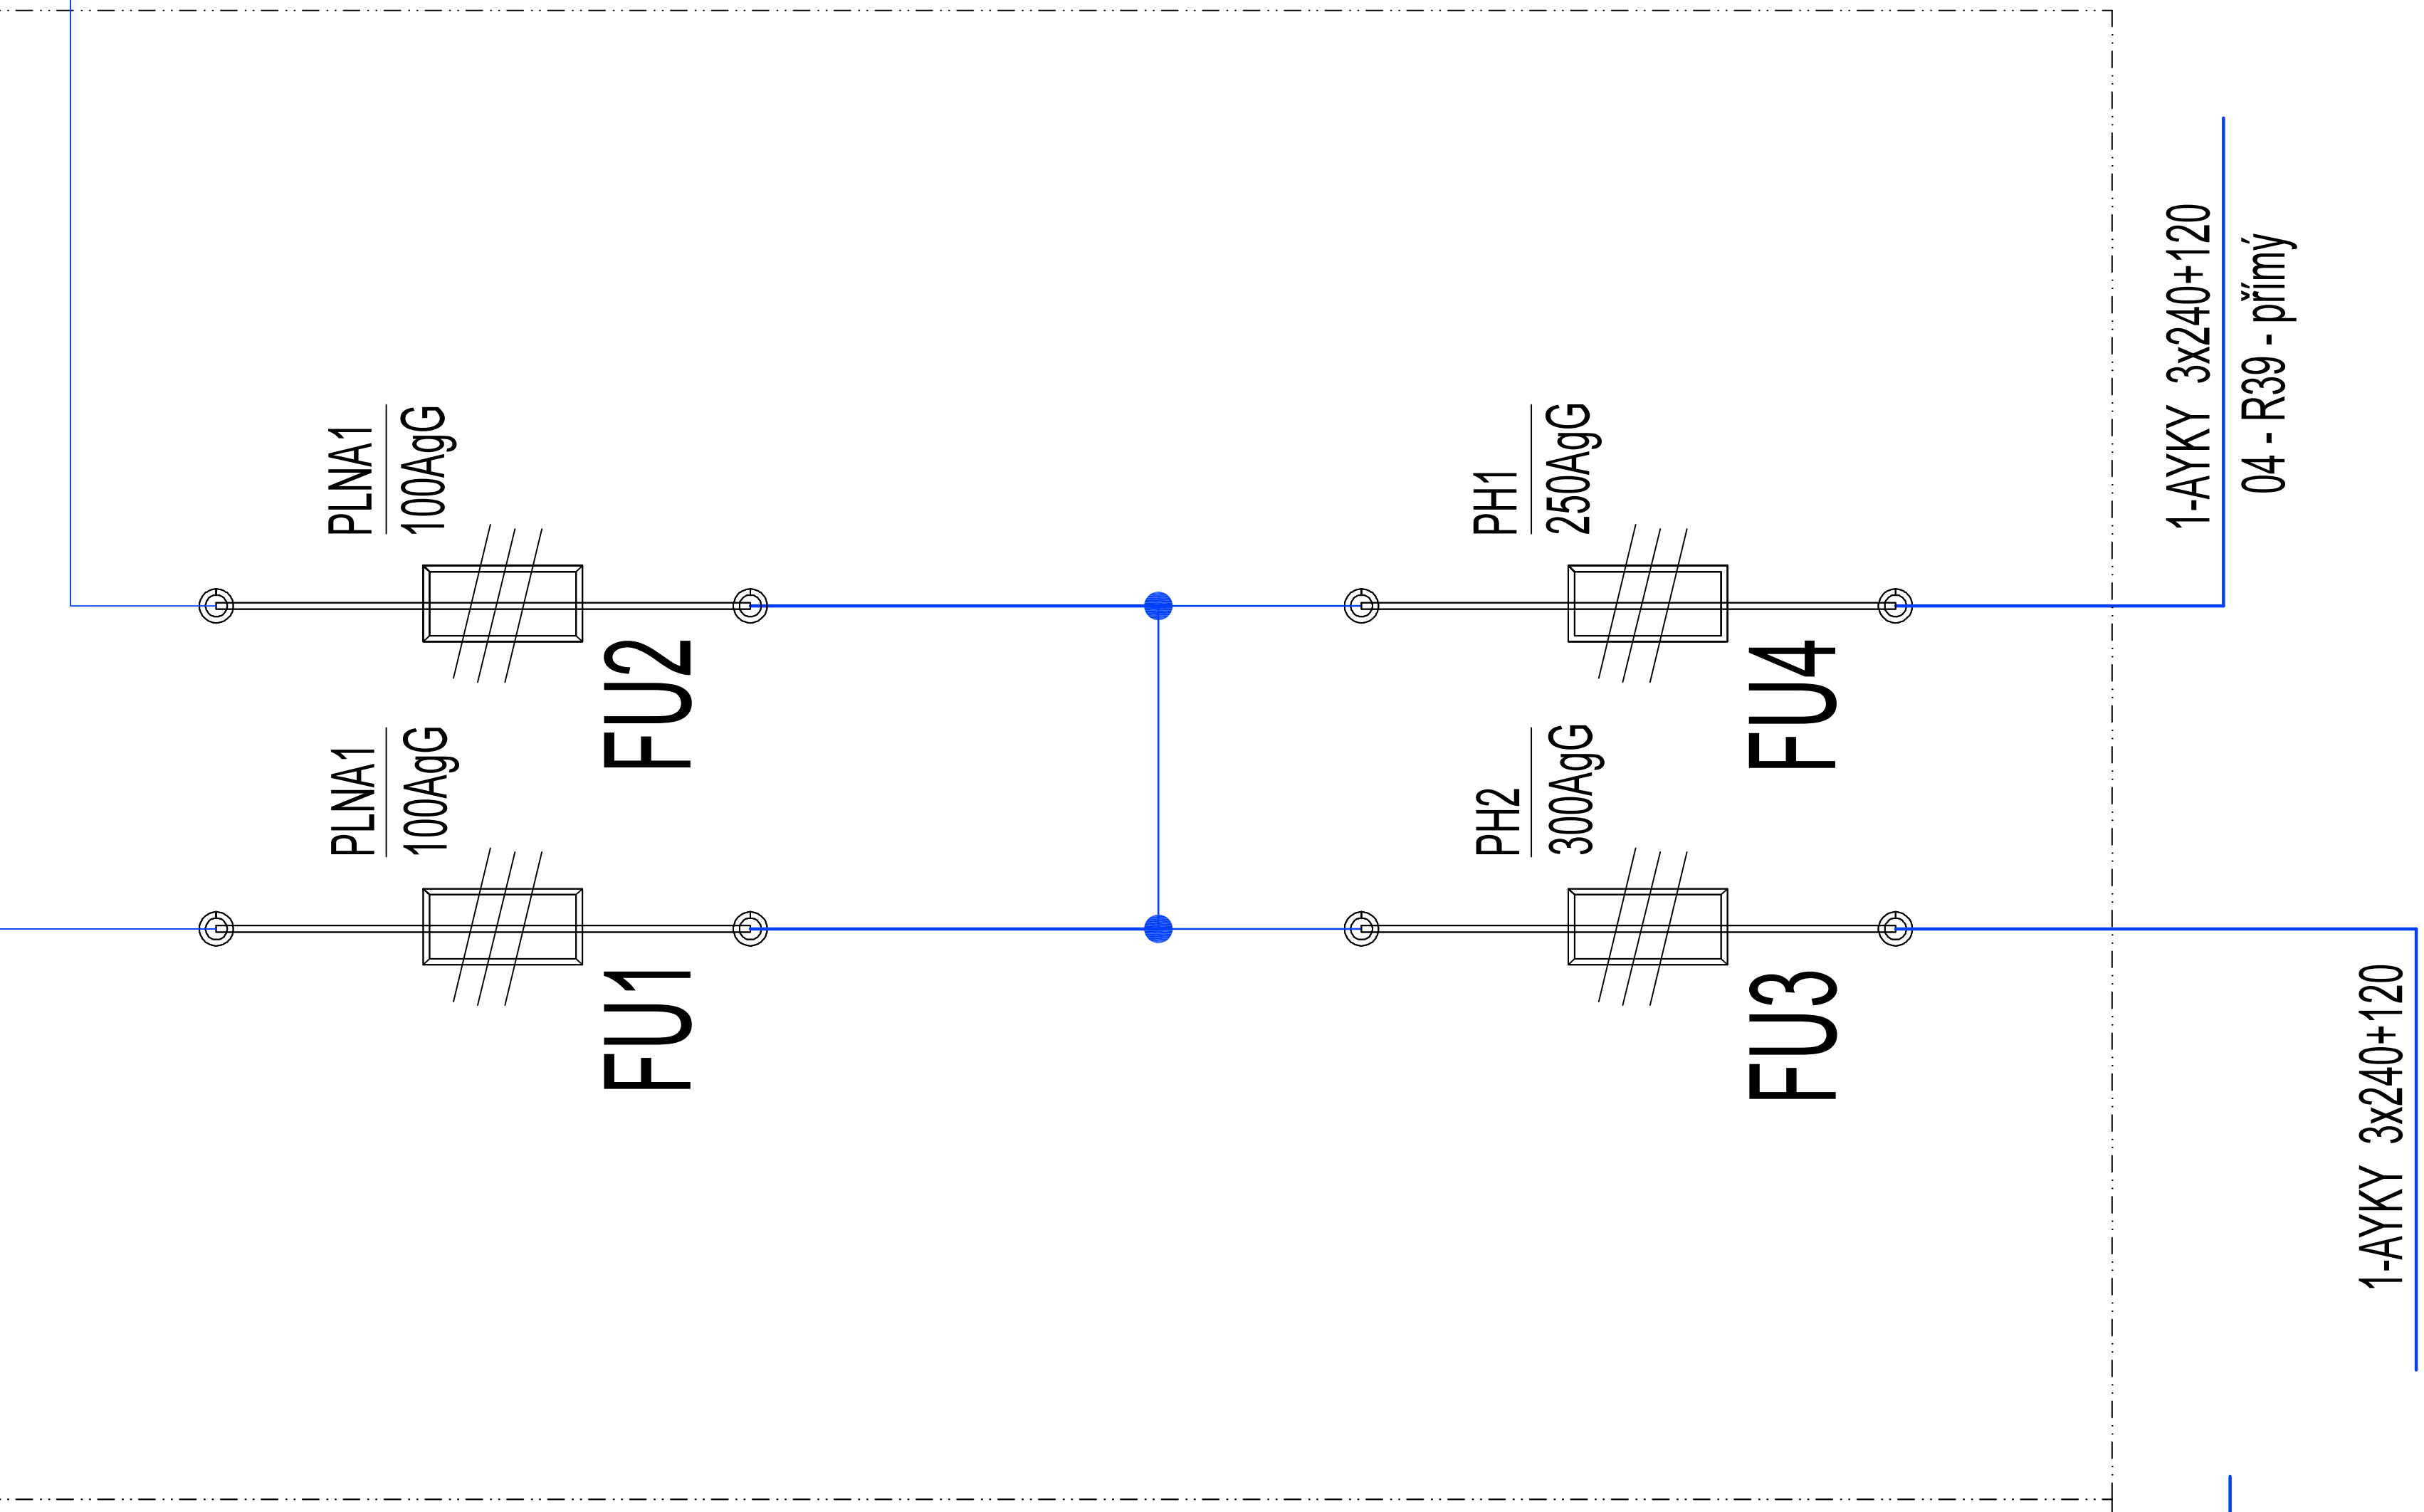 PLNA1
100AgG
FU2
PH1
250AgG
FU4
1-AYKY 3x240+120
04 - R39 - přímý
PLNA1
100AgG
FU1
PH2
300AgG
FU3
1-AYKY 3x240+120